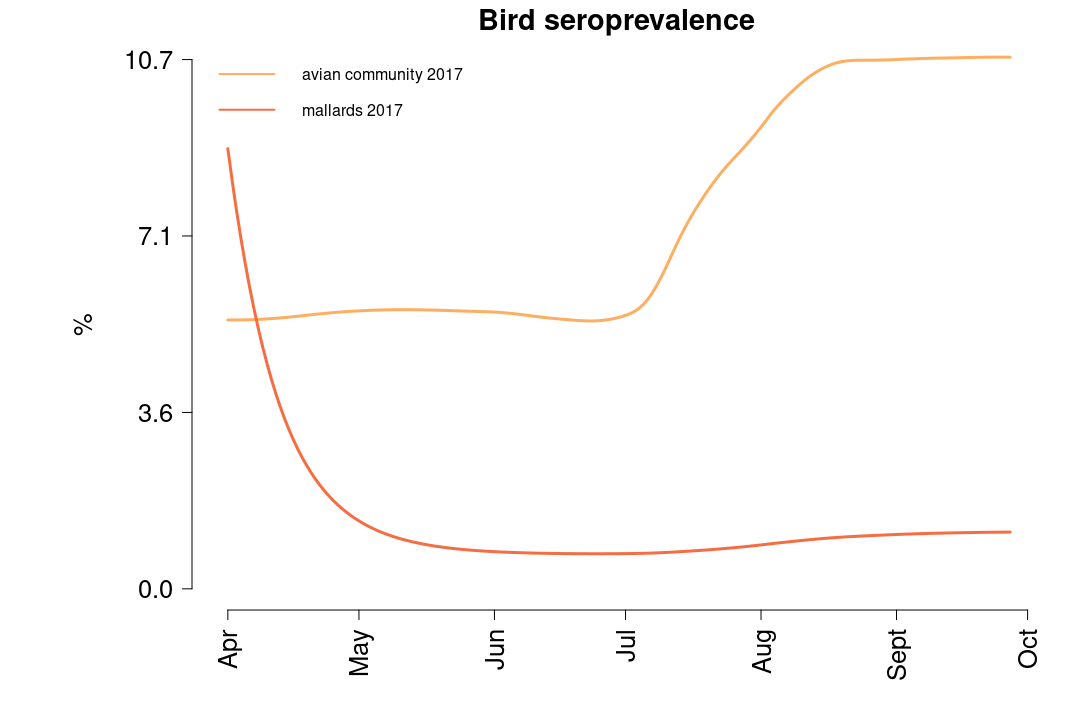 Bird seroprevalence
avian community 2017
mallards 2017
10.7
7.1
3.6
0.0
%
Apr
May
Jun
Jul
Aug
Sept
Oct